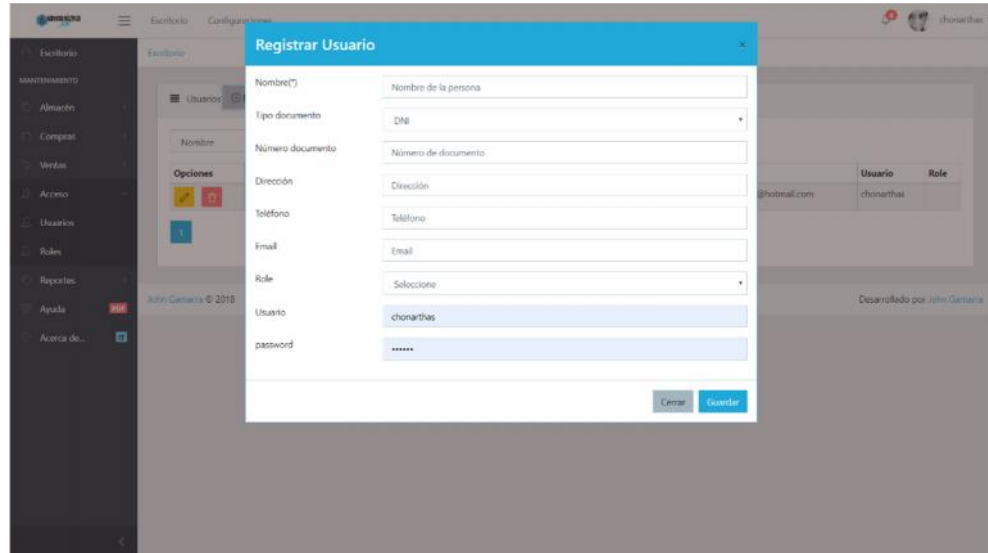 Escritorio Configuraciones chonarthas
Registrar Usuario ×
Escritorio
Escritorio
MANTENIMIENTO
Almacén
Compras
Ventas
Acceso
Usuarios
Roles
Reportes
Ayuda PDF
Acerca de... IT
Usuarios
Nombre
Opciones Usuario Role
@hotmail.com chonarthas
1
Nombre(*) Nombre de la persona
Tipo documento DNI
Número documento Número de documento
Dirección Dirección
Teléfono Teléfono
Email Email
Role Seleccione
Usuario chonarthas
password ••••••
Cerrar Guardar
John Gamarra © 2018 Desarrollado por John Gamarra